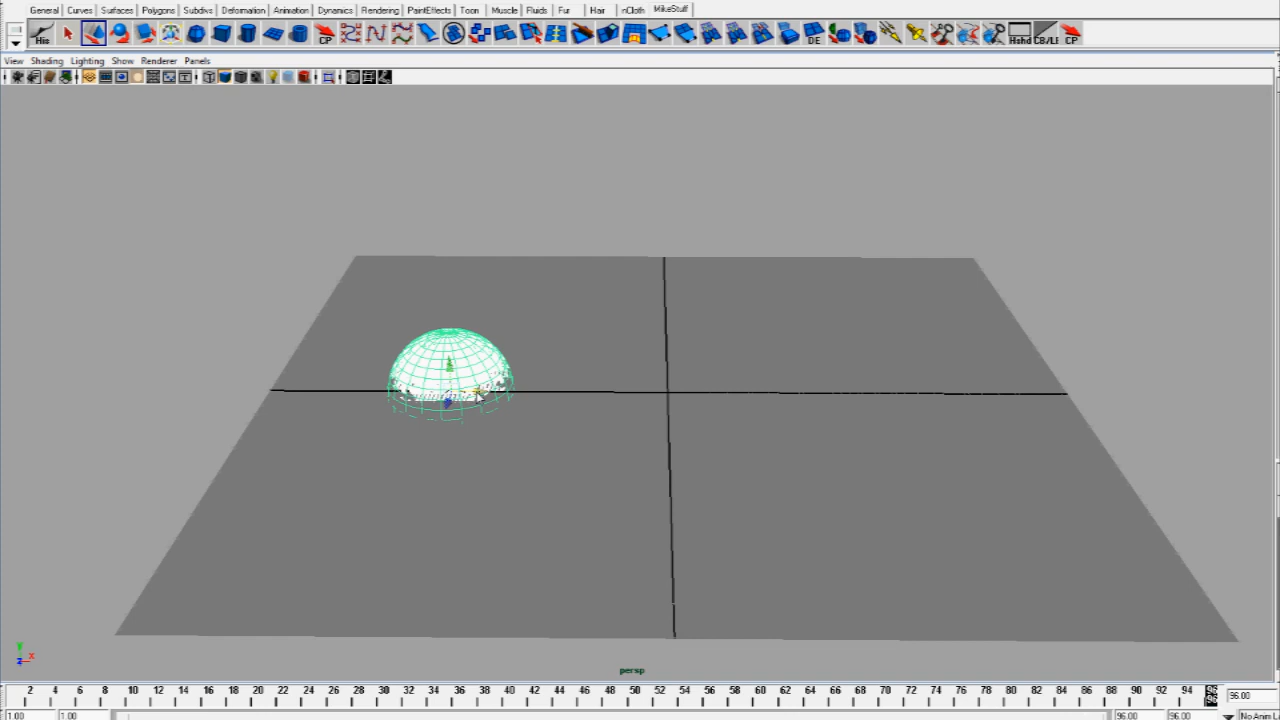 General Curves Surfaces Polygons Subdivs Deformation Animation Dynamics Rendering PaintEffects Toon Muscle Fluids Fur Hair nCloth MikeStuff
His CP DE Hshd CB/LE CP
View Shading Lighting Show Renderer Panels
persp
2 4 6 8 10 12 14 16 18 20 22 24 26 28 30 32 34 36 38 40 42 44 46 48 50 52 54 56 58 60 62 64 66 68 70 72 74 76 78 80 82 84 86 88 90 92 94 96 96.00
1.00 1.00 96.00 96.00 No Anim L